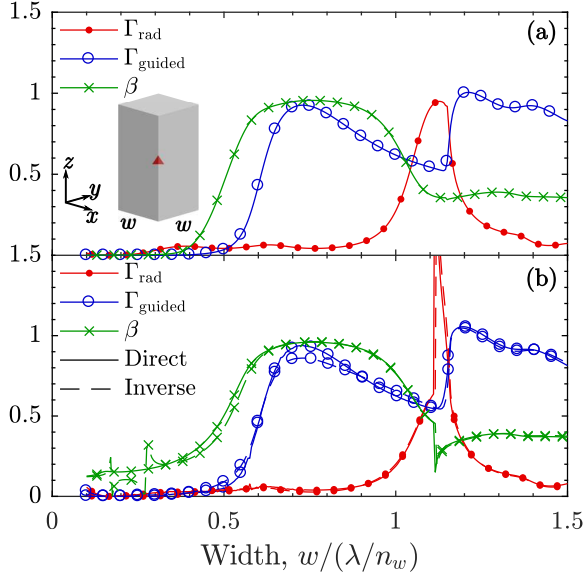 1.5
(a)
Γrad
Γguided
β
1
0.5
z
y
x
w
w
1.5
(b)
Γrad
Γguided
β
Direct
Inverse
1
0.5
0
0 0.5 1 1.5
Width, w/(λ/nw)